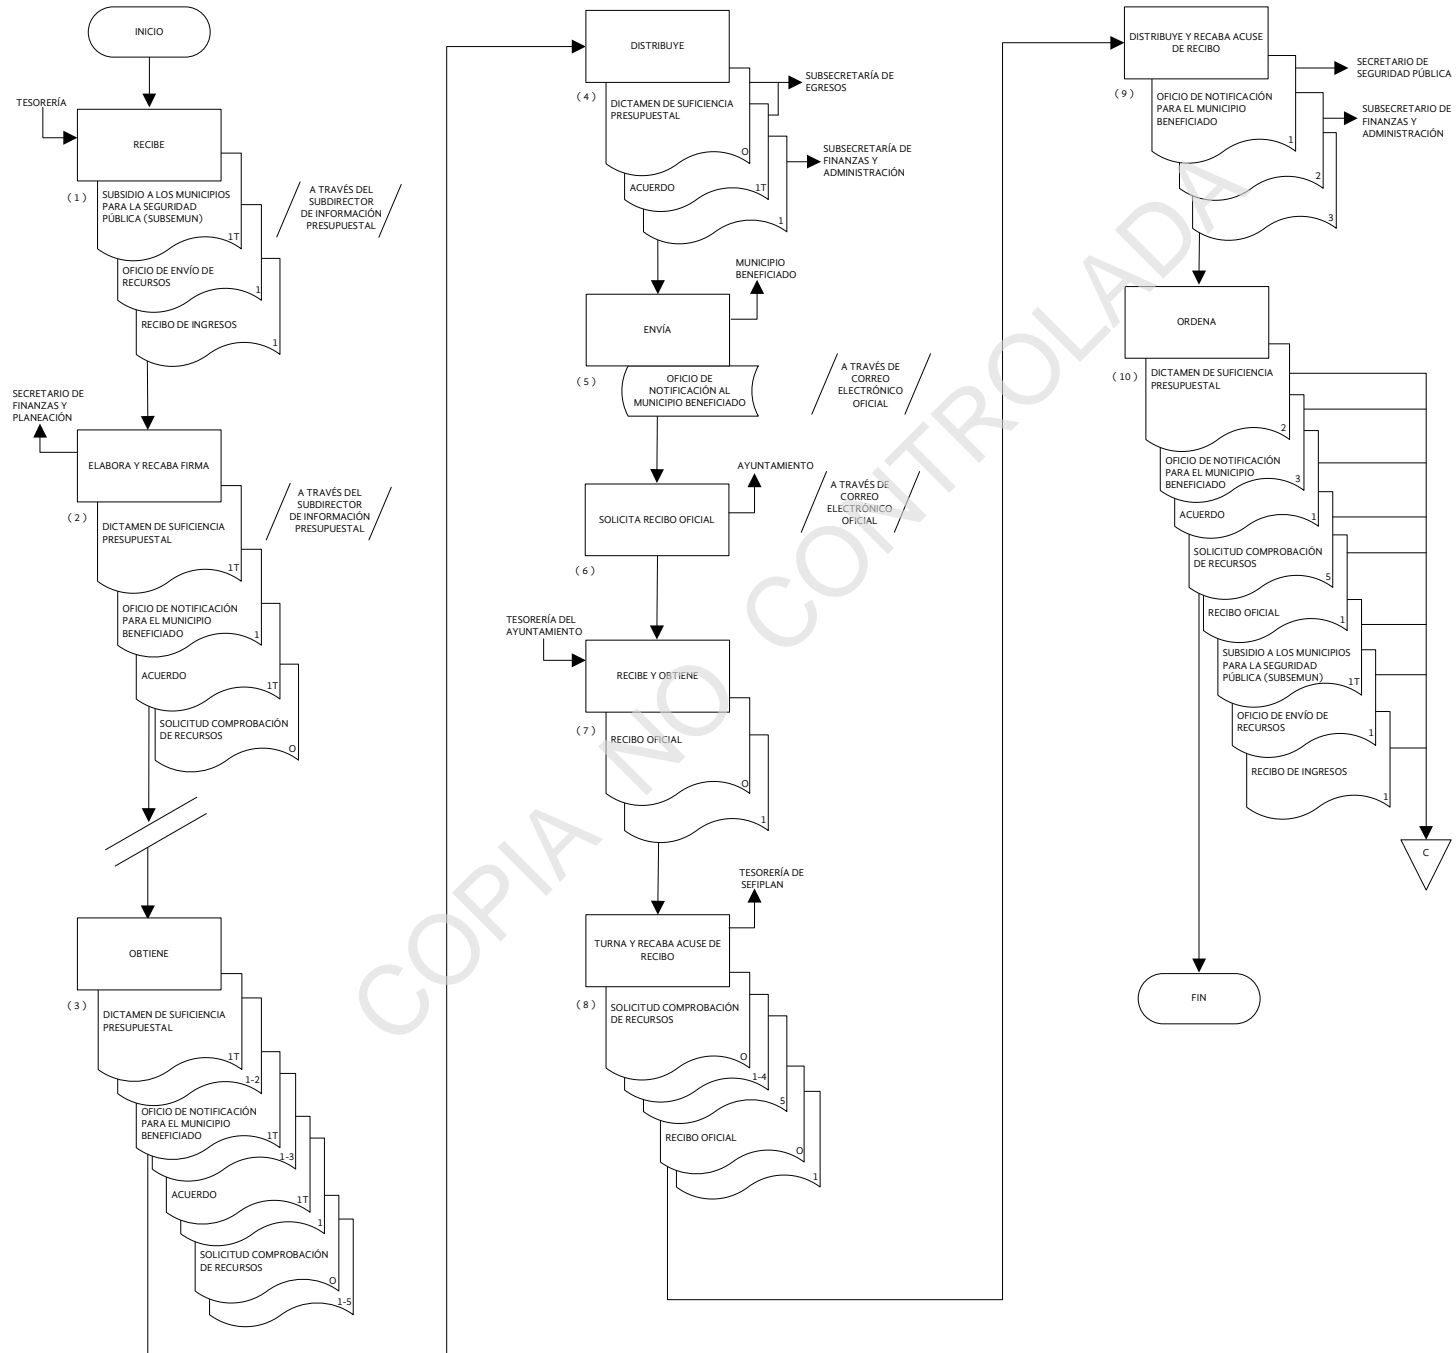 INICIO
TESORERÍA
RECIBE
( 1 )
SUBSIDIO A LOS MUNICIPIOS
PARA LA SEGURIDAD
PÚBLICA (SUBSEMUN)
1T
A TRAVÉS DEL
SUBDIRECTOR
DE INFORMACIÓN
PRESUPUESTAL
OFICIO DE ENVÍO DE
RECURSOS
1
RECIBO DE INGRESOS
1
SECRETARIO DE
FINANZAS Y
PLANEACIÓN
ELABORA Y RECABA FIRMA
( 2 )
DICTAMEN DE SUFICIENCIA
PRESUPUESTAL
1T
A TRAVÉS DEL
SUBDIRECTOR
DE INFORMACIÓN
PRESUPUESTAL
OFICIO DE NOTIFICACIÓN
PARA EL MUNICIPIO
BENEFICIADO
1
ACUERDO
1T
SOLICITUD COMPROBACIÓN
DE RECURSOS
O
OBTIENE
( 3 )
DICTAMEN DE SUFICIENCIA
PRESUPUESTAL
1T
1-2
OFICIO DE NOTIFICACIÓN
PARA EL MUNICIPIO
BENEFICIADO
1T
1-3
ACUERDO
1T
1
SOLICITUD COMPROBACIÓN
DE RECURSOS
O
1-5
DISTRIBUYE
( 4 )
DICTAMEN DE SUFICIENCIA
PRESUPUESTAL
O
SUBSECRETARÍA DE
EGRESOS
ACUERDO
1T
1
SUBSECRETARÍA DE
FINANZAS Y
ADMINISTRACIÓN
MUNICIPIO
BENEFICIADO
ENVÍA
( 5 )
OFICIO DE
NOTIFICACIÓN AL
MUNICIPIO BENEFICIADO
A TRAVÉS DE
CORREO
ELECTRÓNICO
OFICIAL
AYUNTAMIENTO
SOLICITA RECIBO OFICIAL
( 6 )
A TRAVÉS DE
CORREO
ELECTRÓNICO
OFICIAL
TESORERÍA DEL
AYUNTAMIENTO
RECIBE Y OBTIENE
( 7 )
RECIBO OFICIAL
O
1
TESORERÍA DE
SEFIPLAN
TURNA Y RECABA ACUSE DE
RECIBO
( 8 )
SOLICITUD COMPROBACIÓN
DE RECURSOS
O
1-4
5
RECIBO OFICIAL
O
1
DISTRIBUYE Y RECABA ACUSE
DE RECIBO
( 9 )
OFICIO DE NOTIFICACIÓN
PARA EL MUNICIPIO
BENEFICIADO
1
SECRETARIO DE
SEGURIDAD PÚBLICA
2
SUBSECRETARIO DE
FINANZAS Y
ADMINISTRACIÓN
3
ORDENA
( 10 )
DICTAMEN DE SUFICIENCIA
PRESUPUESTAL
2
OFICIO DE NOTIFICACIÓN
PARA EL MUNICIPIO
BENEFICIADO
3
ACUERDO
1
SOLICITUD COMPROBACIÓN
DE RECURSOS
5
RECIBO OFICIAL
1
SUBSIDIO A LOS MUNICIPIOS
PARA LA SEGURIDAD
PÚBLICA (SUBSEMUN)
1T
OFICIO DE ENVÍO DE
RECURSOS
1
RECIBO DE INGRESOS
1
C
FIN
COPIA NO CONTROLADA